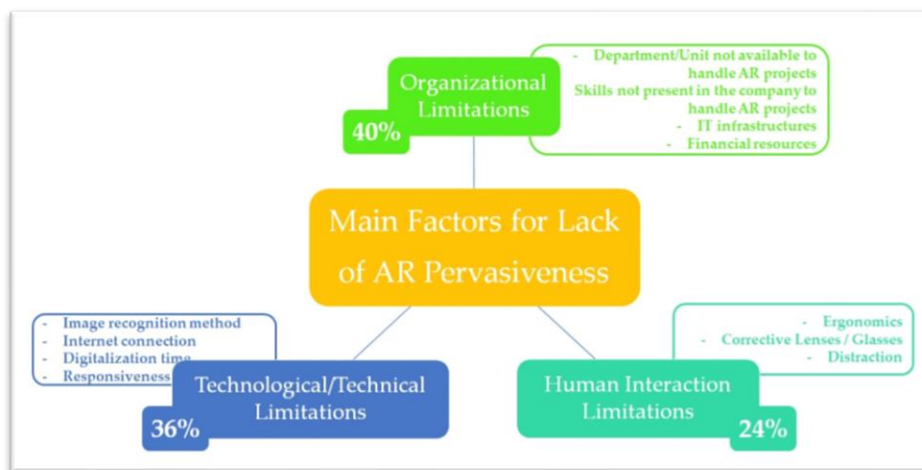 Organizational
Limitations
40%
- Department/Unit not available to
handle AR projects
Skills not present in the company to
handle AR projects
- IT infrastructures
- Financial resources
Main Factors for Lack
of AR Pervasiveness
- Image recognition method
- Internet connection
- Digitalization time
- Responsiveness
Technological/Technical
Limitations
36%
- Ergonomics
- Corrective Lenses / Glasses
- Distraction
Human Interaction
Limitations
24%